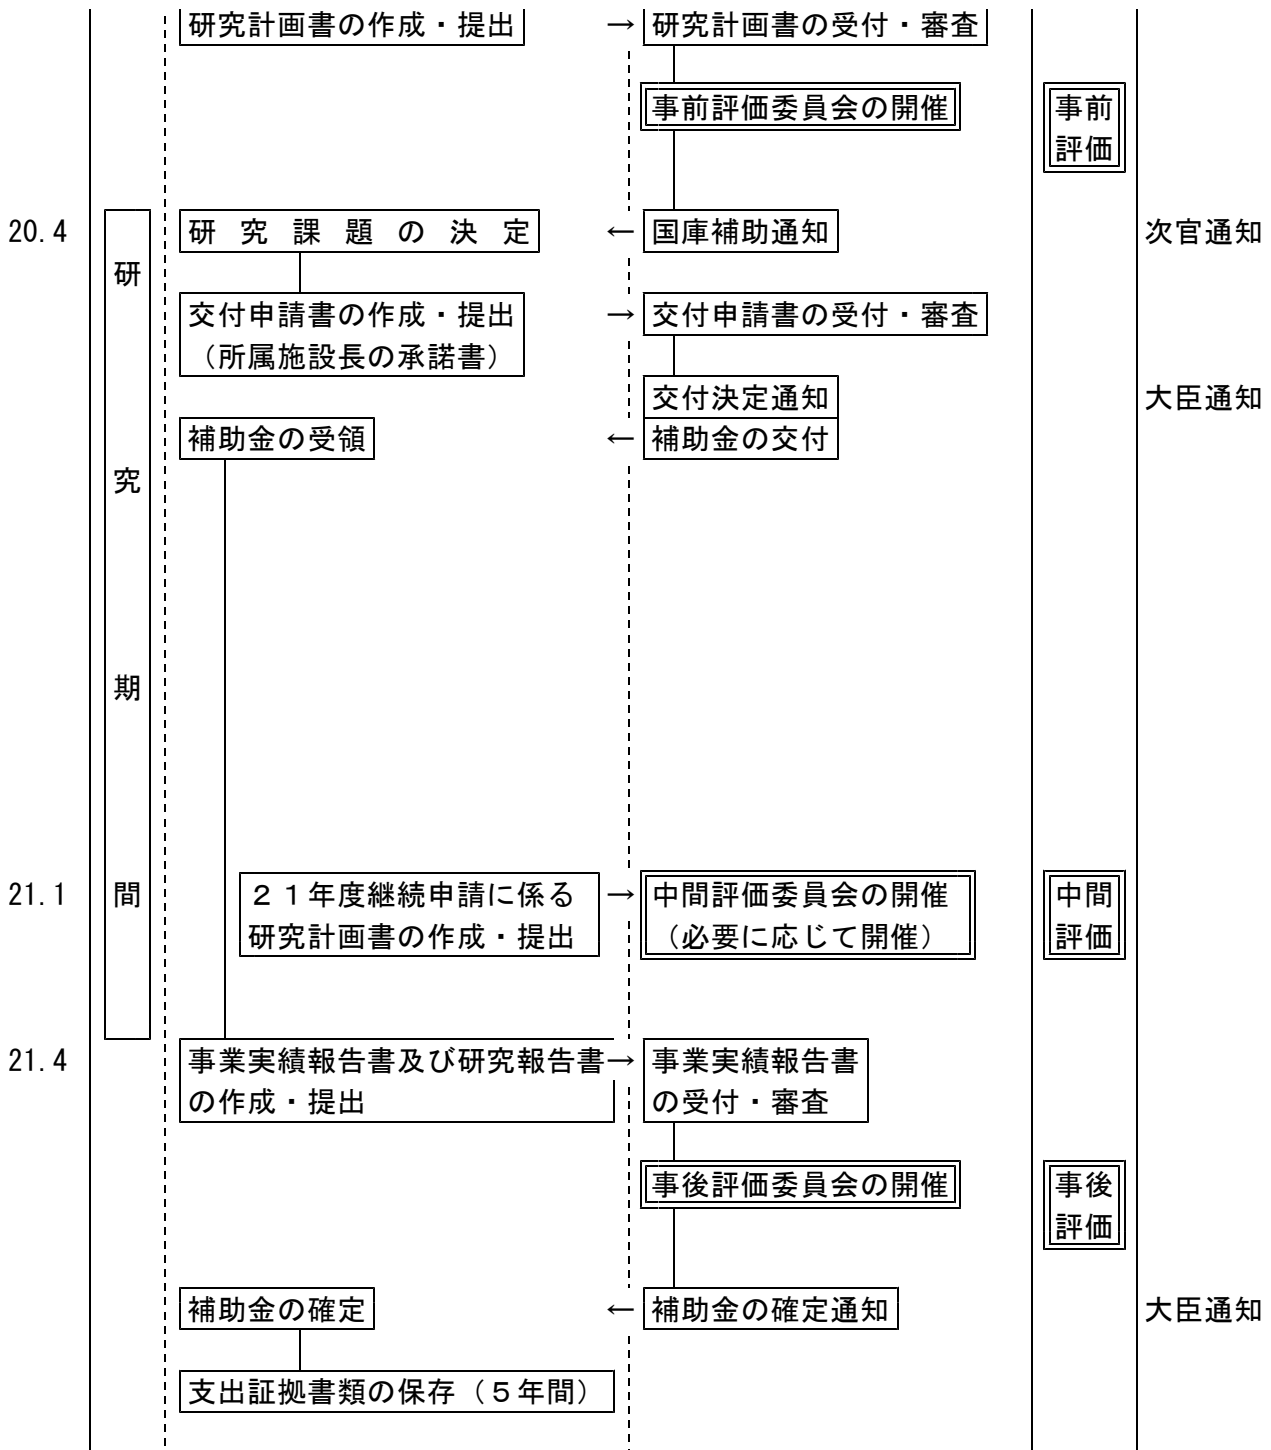 研究計画書の作成・提出 → 研究計画書の受付・審査
事前評価委員会の開催 事前
評価
20.4 研究課題の決定 ← 国庫補助通知 次官通知
研
交付申請書の作成・提出 → 交付申請書の受付・審査
（所属施設長の承諾書）
交付決定通知 大臣通知
補助金の受領 ← 補助金の交付
究
期
21.1 間 ２１年度継続申請に係る → 中間評価委員会の開催 中間
研究計画書の作成・提出 （必要に応じて開催） 評価
21.4 事業実績報告書及び研究報告書 → 事業実績報告書
の作成・提出 の受付・審査
事後評価委員会の開催 事後
評価
補助金の確定 ← 補助金の確定通知 大臣通知
支出証拠書類の保存（５年間）